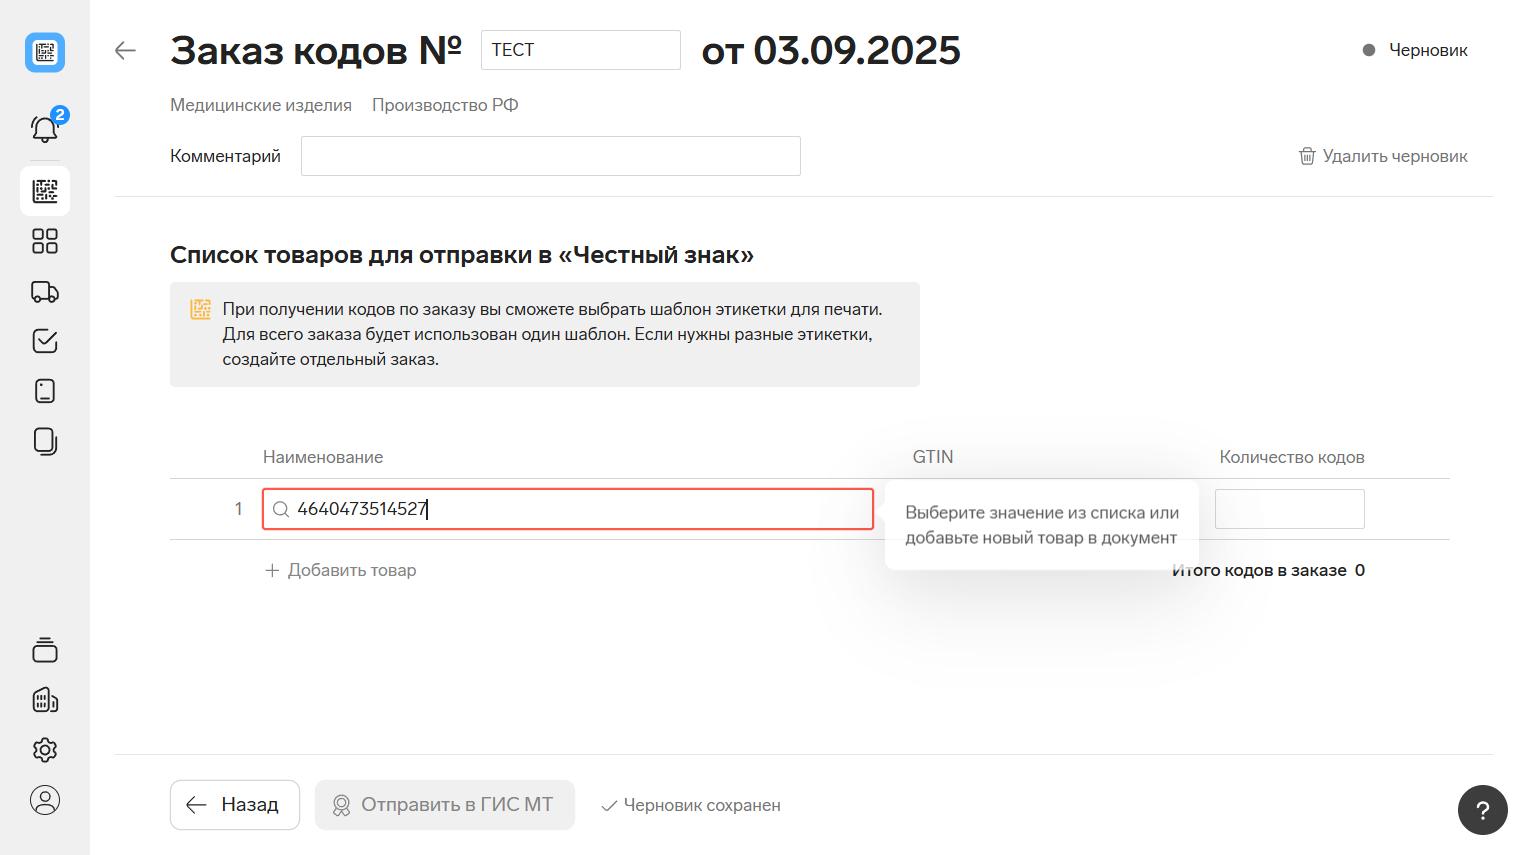 Заказ кодов № ТЕСТ от 03.09.2025
Черновик
2
Медицинские изделия Производство РФ
Комментарий
Удалить черновик
Список товаров для отправки в «Честный знак»
При получении кодов по заказу вы сможете выбрать шаблон этикетки для печати.
Для всего заказа будет использован один шаблон. Если нужны разные этикетки,
создайте отдельный заказ.
Наименование GTIN Количество кодов
1 4640473514527
Выберите значение из списка или
добавьте новый товар в документ
+ Добавить товар
Итого кодов в заказе 0
Назад
Отправить в ГИС МТ
Черновик сохранен
?